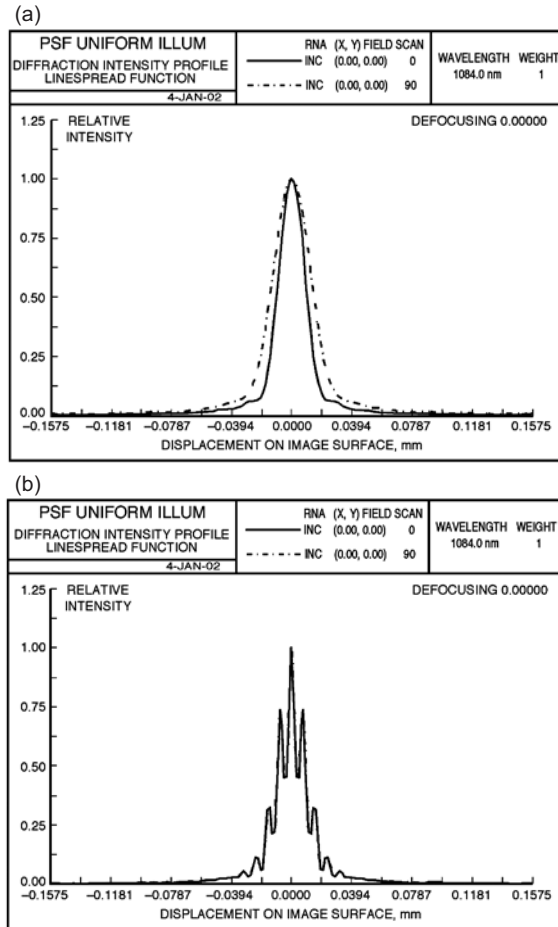 (a)
PSF UNIFORM ILLUM
DIFFRACTION INTENSITY PROFILE
LINESPREAD FUNCTION
4-JAN-02
RNA (X, Y) FIELD SCAN
INC (0.00, 0.00) 0
INC (0.00, 0.00) 90
WAVELENGTH WEIGHT
1084.0 nm 1
1.25
RELATIVE
INTENSITY
DEFOCUSING 0.00000
1.00
0.75
0.50
0.25
0.00
−0.1575 −0.1181 −0.0787 −0.0394 0.0000 0.0394 0.0787 0.1181 0.1575
DISPLACEMENT ON IMAGE SURFACE, mm
(b)
PSF UNIFORM ILLUM
DIFFRACTION INTENSITY PROFILE
LINESPREAD FUNCTION
4-JAN-02
RNA (X, Y) FIELD SCAN
INC (0.00, 0.00) 0
INC (0.00, 0.00) 90
WAVELENGTH WEIGHT
1084.0 nm 1
1.25
RELATIVE
INTENSITY
DEFOCUSING 0.00000
1.00
0.75
0.50
0.25
0.00
−0.1575 −0.1181 −0.0787 −0.0394 0.0000 0.0394 0.0787 0.1181 0.1575
DISPLACEMENT ON IMAGE SURFACE, mm